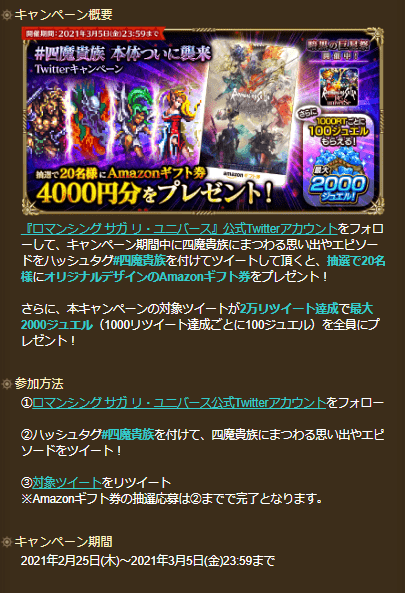 キャンペーン概要
開催期間：2021年3月5日(金)23:59まで
#四魔貴族 本体ついに襲来
Twitterキャンペーン
開催中！
さらに
1000RTごとに
100ジュエル
もらえる！
最大
2000
ジュエル！
amazon
抽選で20名様にAmazonギフト券
4000円分をプレゼント！
『ロマンシング サガ リ・ユニバース』公式Twitterアカウントをフォロ
ーして、キャンペーン期間中に四魔貴族にまつわる思い出やエピソー
ドをハッシュタグ#四魔貴族を付けてツイートして頂くと、抽選で20名
様にオリジナルデザインのAmazonギフト券をプレゼント！
さらに、本キャンペーンの対象ツイートが2万リツイート達成で最大
2000ジュエル（1000リツイート達成ごとに100ジュエル）を全員にプ
レゼント！
参加方法
①ロマンシング サガ リ・ユニバース公式Twitterアカウントをフォロー
②ハッシュタグ#四魔貴族を付けて、四魔貴族にまつわる思い出やエピ
ソードをツイート！
③対象ツイートをリツイート
※Amazonギフト券の抽選応募は②までで完了となります。
キャンペーン期間
2021年2月25日(木)～2021年3月5日(金)23:59まで